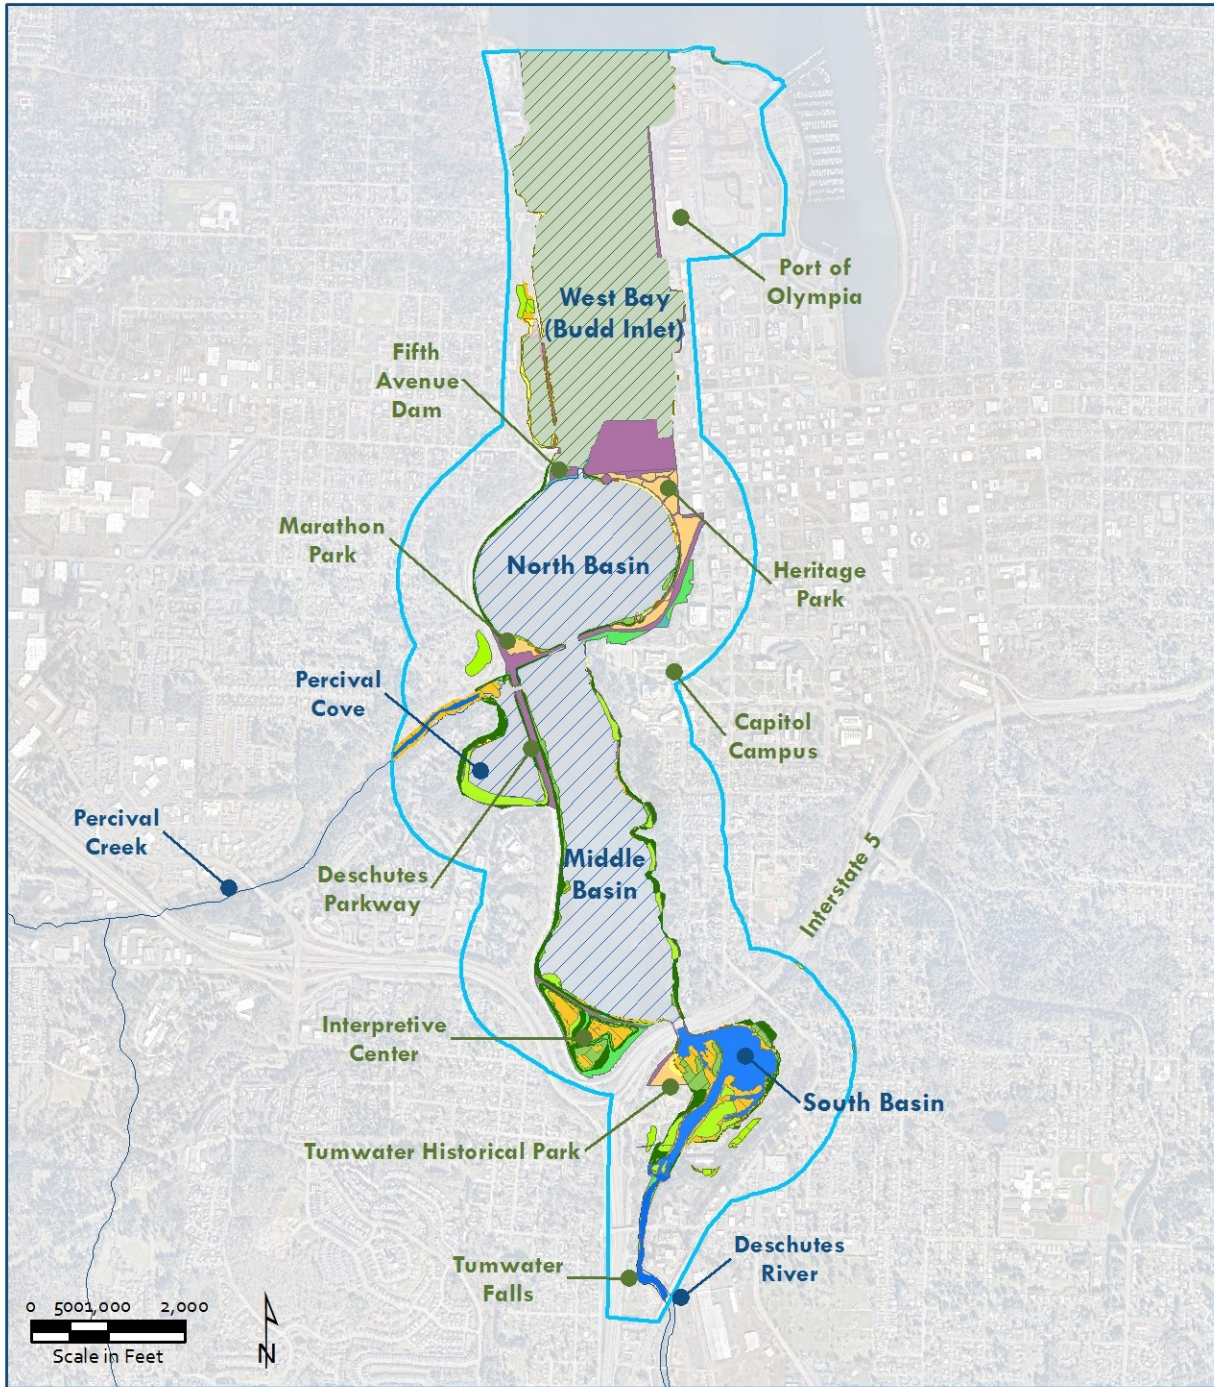 Port of
Olympia
West Bay
(Budd Inlet)
Fifth
Avenue
Dam
Marathon
Park
North Basin
Heritage
Park
Percival
Cove
Capitol
Campus
Percival
Creek
Deschutes
Parkway
Middle
Basin
Interstate 5
Interpretive
Center
South Basin
Tumwater Historical Park
Deschutes
River
Tumwater
Falls
0 500 1,000 2,000
Scale in Feet
N